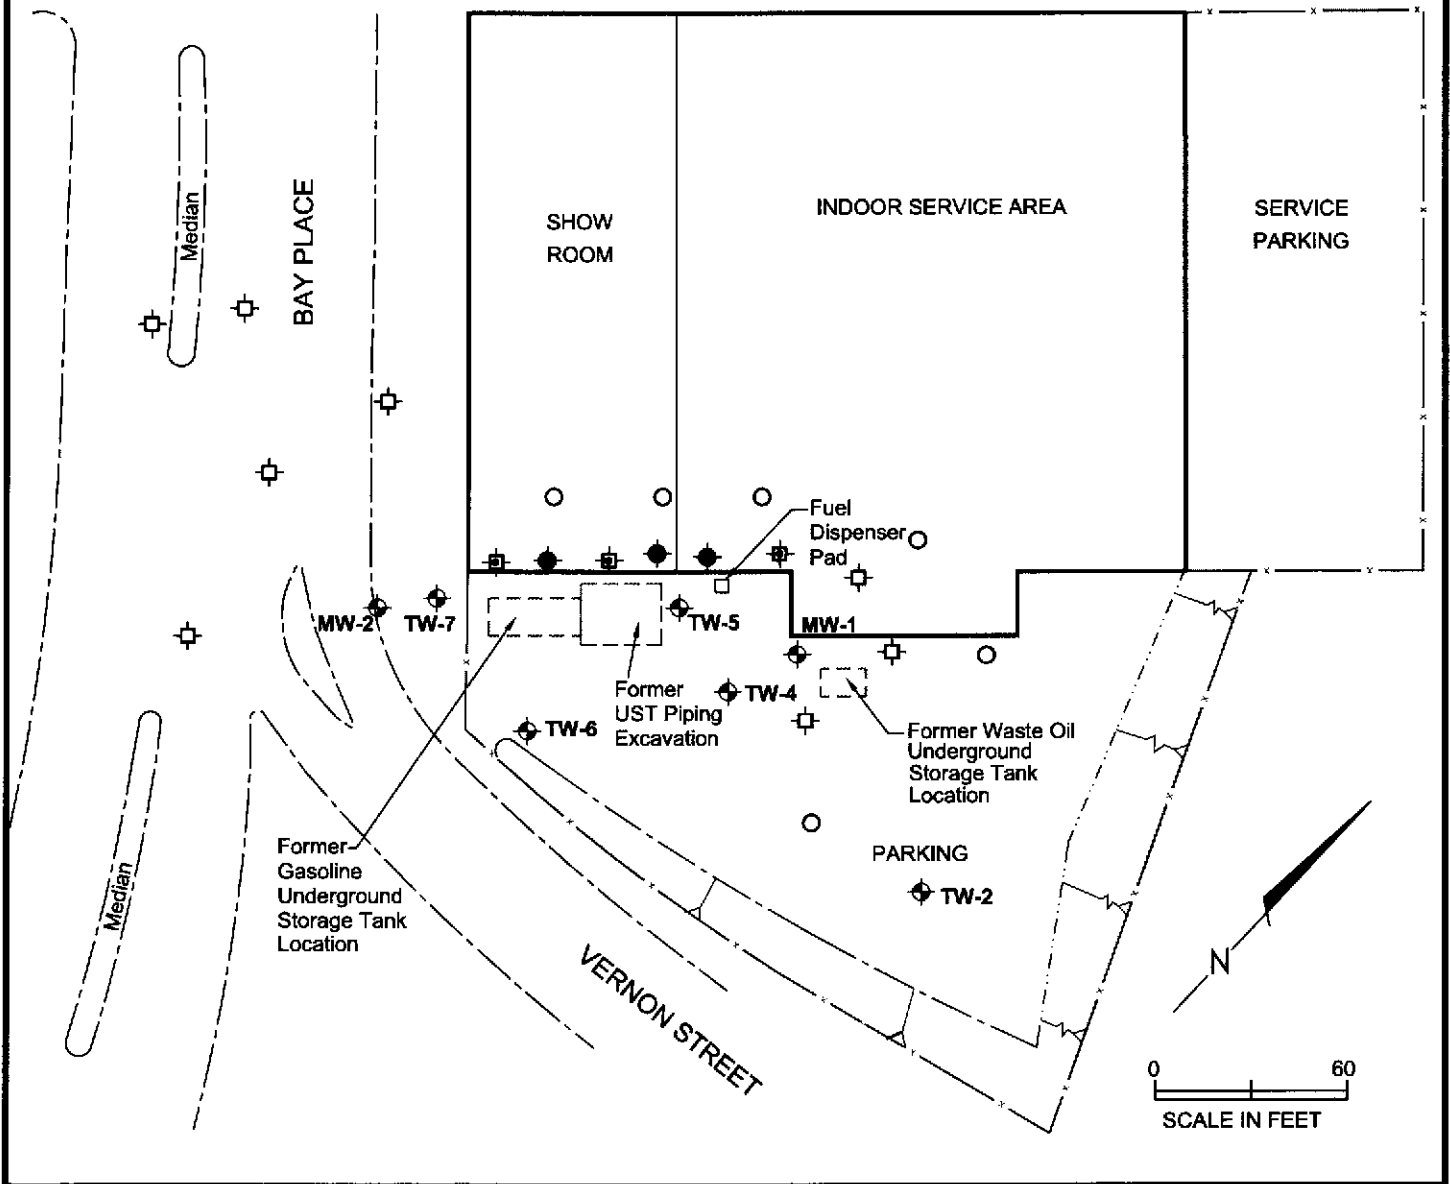 Median
BAY PLACE
SHOW
ROOM
INDOOR SERVICE AREA
SERVICE
PARKING
Fuel
Dispenser
Pad
MW-2
TW-7
TW-5
MW-1
TW-4
TW-6
Former
UST Piping
Excavation
Former Waste Oil
Underground
Storage Tank
Location
Former
Gasoline
Underground
Storage Tank
Location
PARKING
TW-2
Median
VERNON STREET
N
0 60
SCALE IN FEET